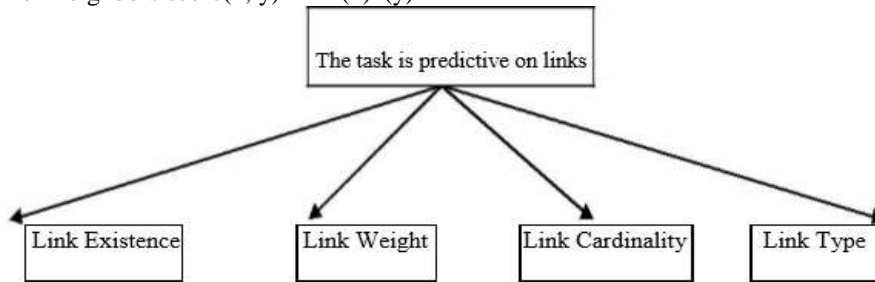 The task is predictive on links
Link Existence
Link Weight
Link Cardinality
Link Type